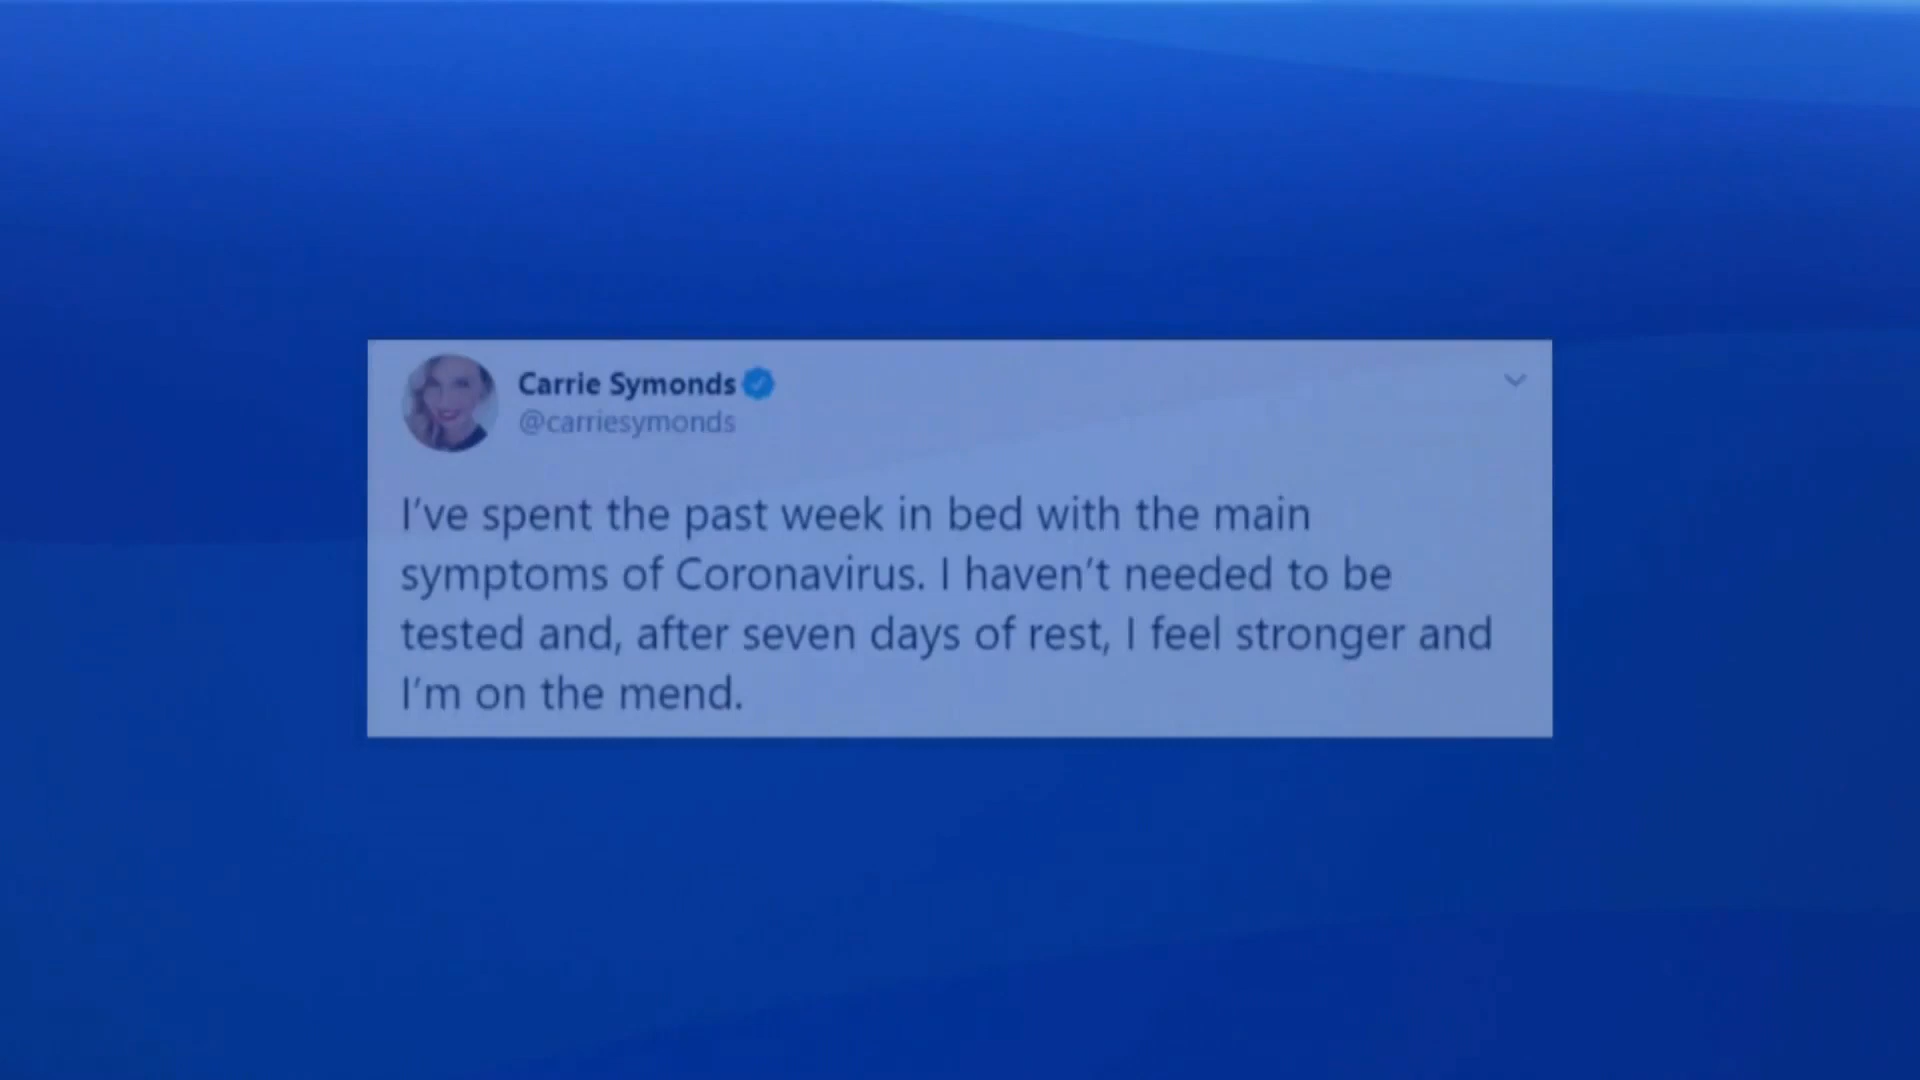 Carrie Symonds
@carriesymonds
I’ve spent the past week in bed with the main
symptoms of Coronavirus. I haven’t needed to be
tested and, after seven days of rest, I feel stronger and
I’m on the mend.